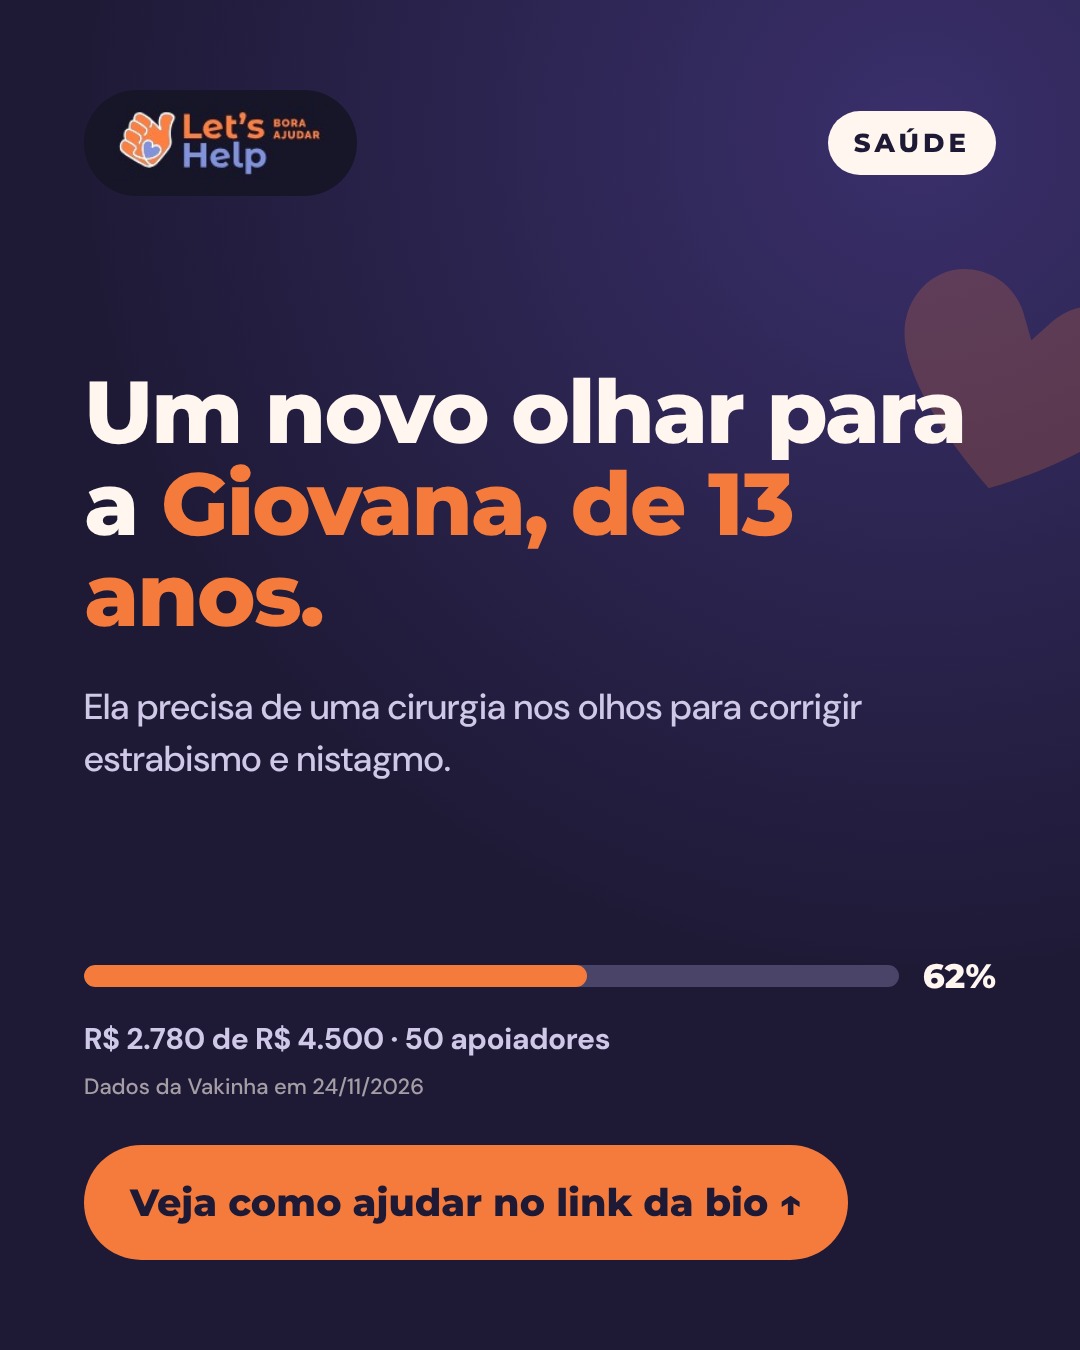 Let's Help BORA AJUDAR
SAÚDE
Um novo olhar para
a Giovana, de 13
anos.
Ela precisa de uma cirurgia nos olhos para corrigir
estrabismo e nistagmo.
62%
R$ 2.780 de R$ 4.500 · 50 apoiadores
Dados da Vakinha em 24/11/2026
Veja como ajudar no link da bio ↑